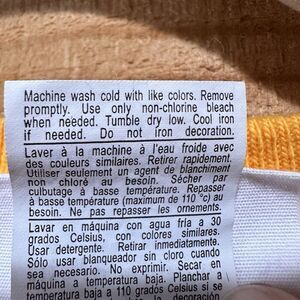 Machine wash cold with like colors. Remove
promptly. Use only non-chlorine bleach
when needed. Tumble dry low. Cool iron
if needed. Do not iron decoration.
Laver à la machine à l'eau froide avec
des couleurs similaires. Retirer rapidement.
Utiliser seulement un agent de blanchiment
non chloré au besoin. Sécher par
culbutage à basse température. Repasser
à basse température (maximum de 110 °c) au
besoin. Ne pas repasser les ornements.
Lavar en máquina con agua fría a 30
grados Celsius, con colores similares.
Usar detergente. Retirar inmediatamente.
Sólo usar blanqueador sin cloro cuando
sea necesario. No exprimir. Secar en
máquina a temperatura baja. Planchar a
temperatura baja a 110 grados Celsius si se